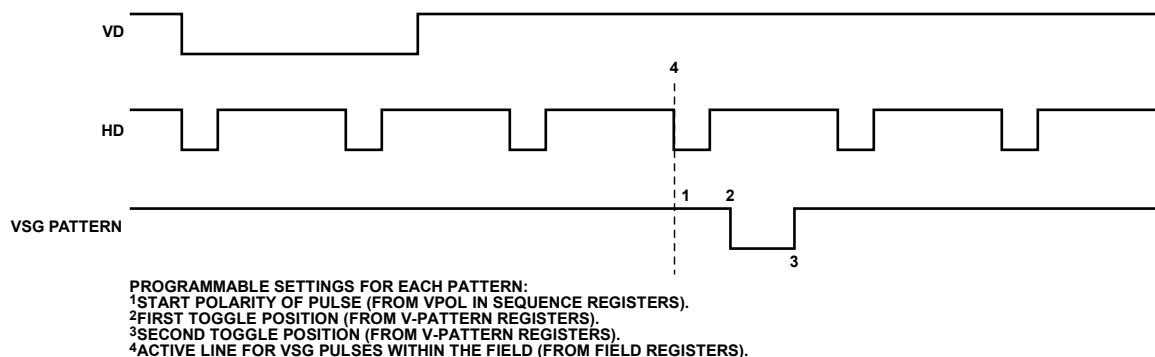 VD
4
HD
1 2
VSG PATTERN
3
PROGRAMMABLE SETTINGS FOR EACH PATTERN:
1START POLARITY OF PULSE (FROM VPOL IN SEQUENCE REGISTERS).
2FIRST TOGGLE POSITION (FROM V-PATTERN REGISTERS).
3SECOND TOGGLE POSITION (FROM V-PATTERN REGISTERS).
4ACTIVE LINE FOR VSG PULSES WITHIN THE FIELD (FROM FIELD REGISTERS).